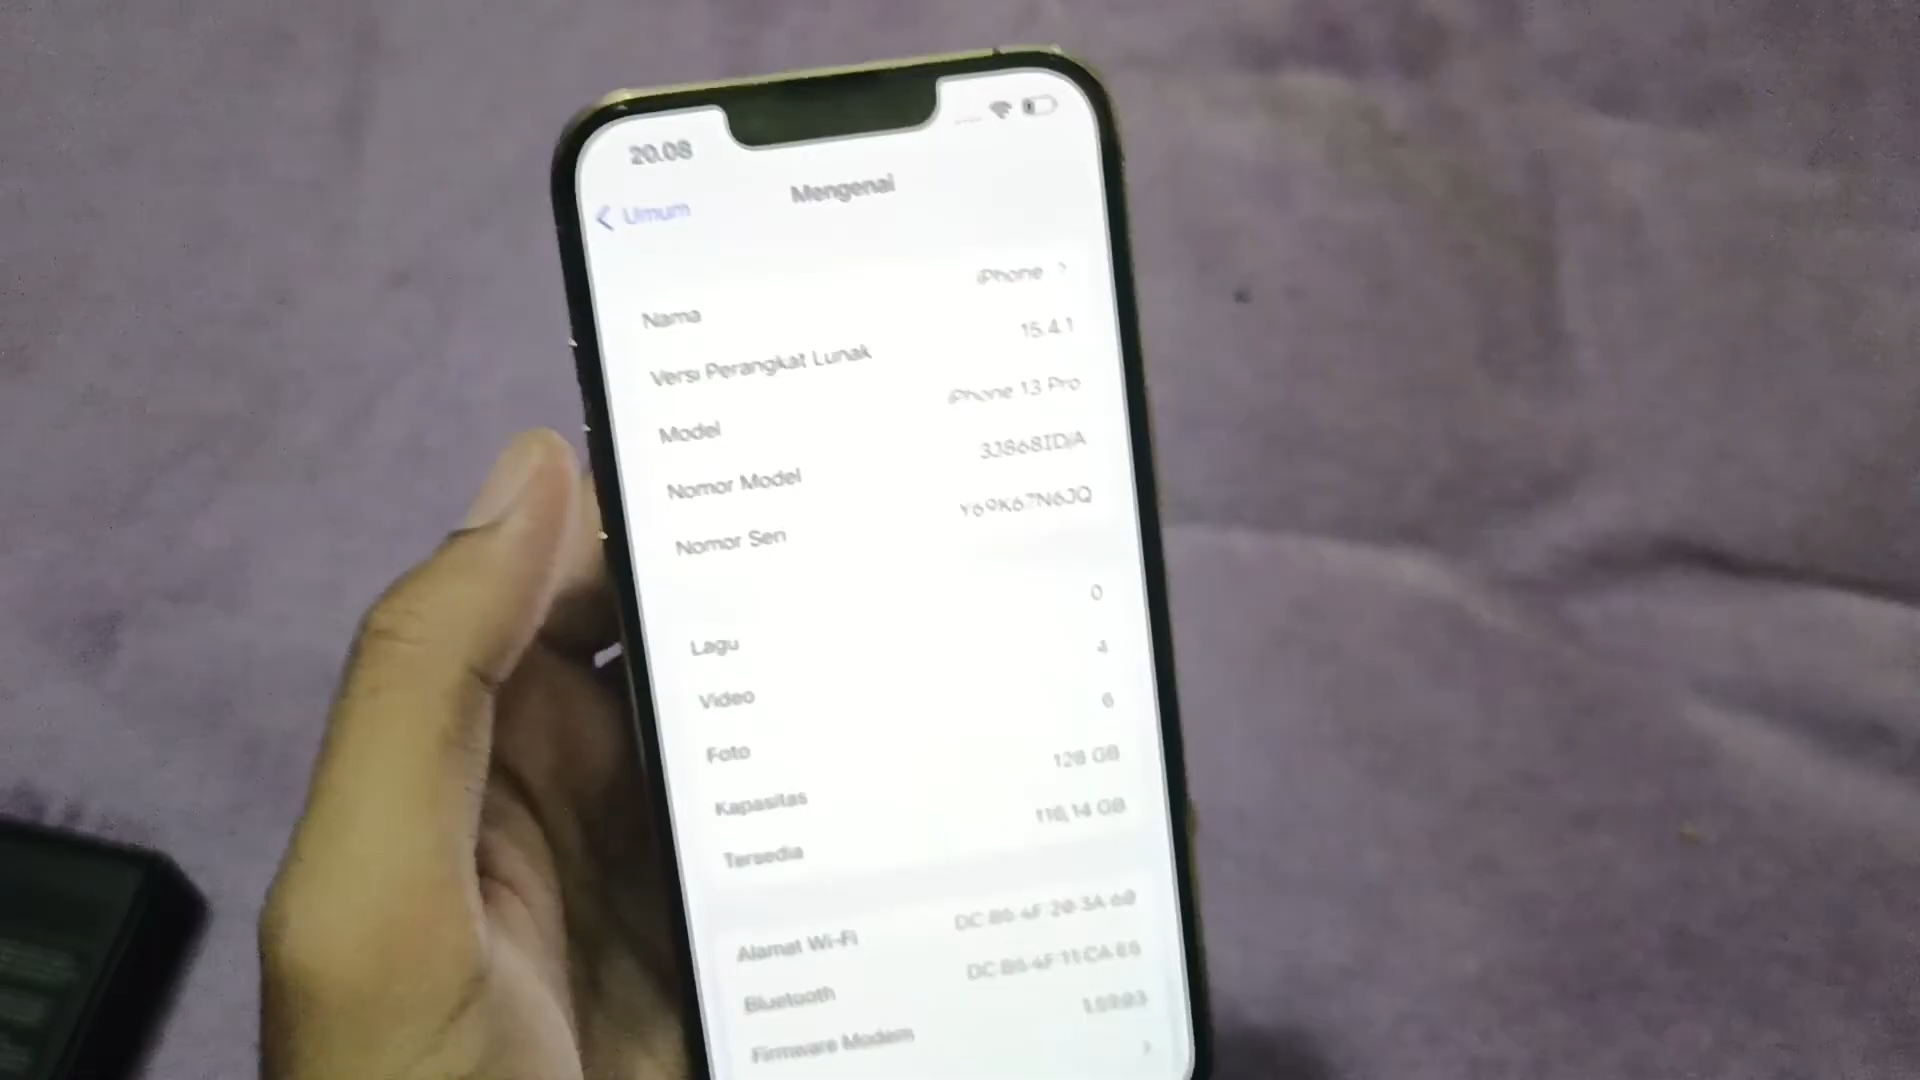 20.08
Umum
Mengenai
Nama iPhone
Versi Perangkat Lunak 15.4.1
Model iPhone 13 Pro
Nomor Model 3J868ID/A
Nomor Seri Y69K67N6JQ
Lagu 0
Video 4
Foto 6
Kapasitas 128 GB
Tersedia 116,14 GB
Alamat Wi-Fi
Bluetooth
Firmware Modem